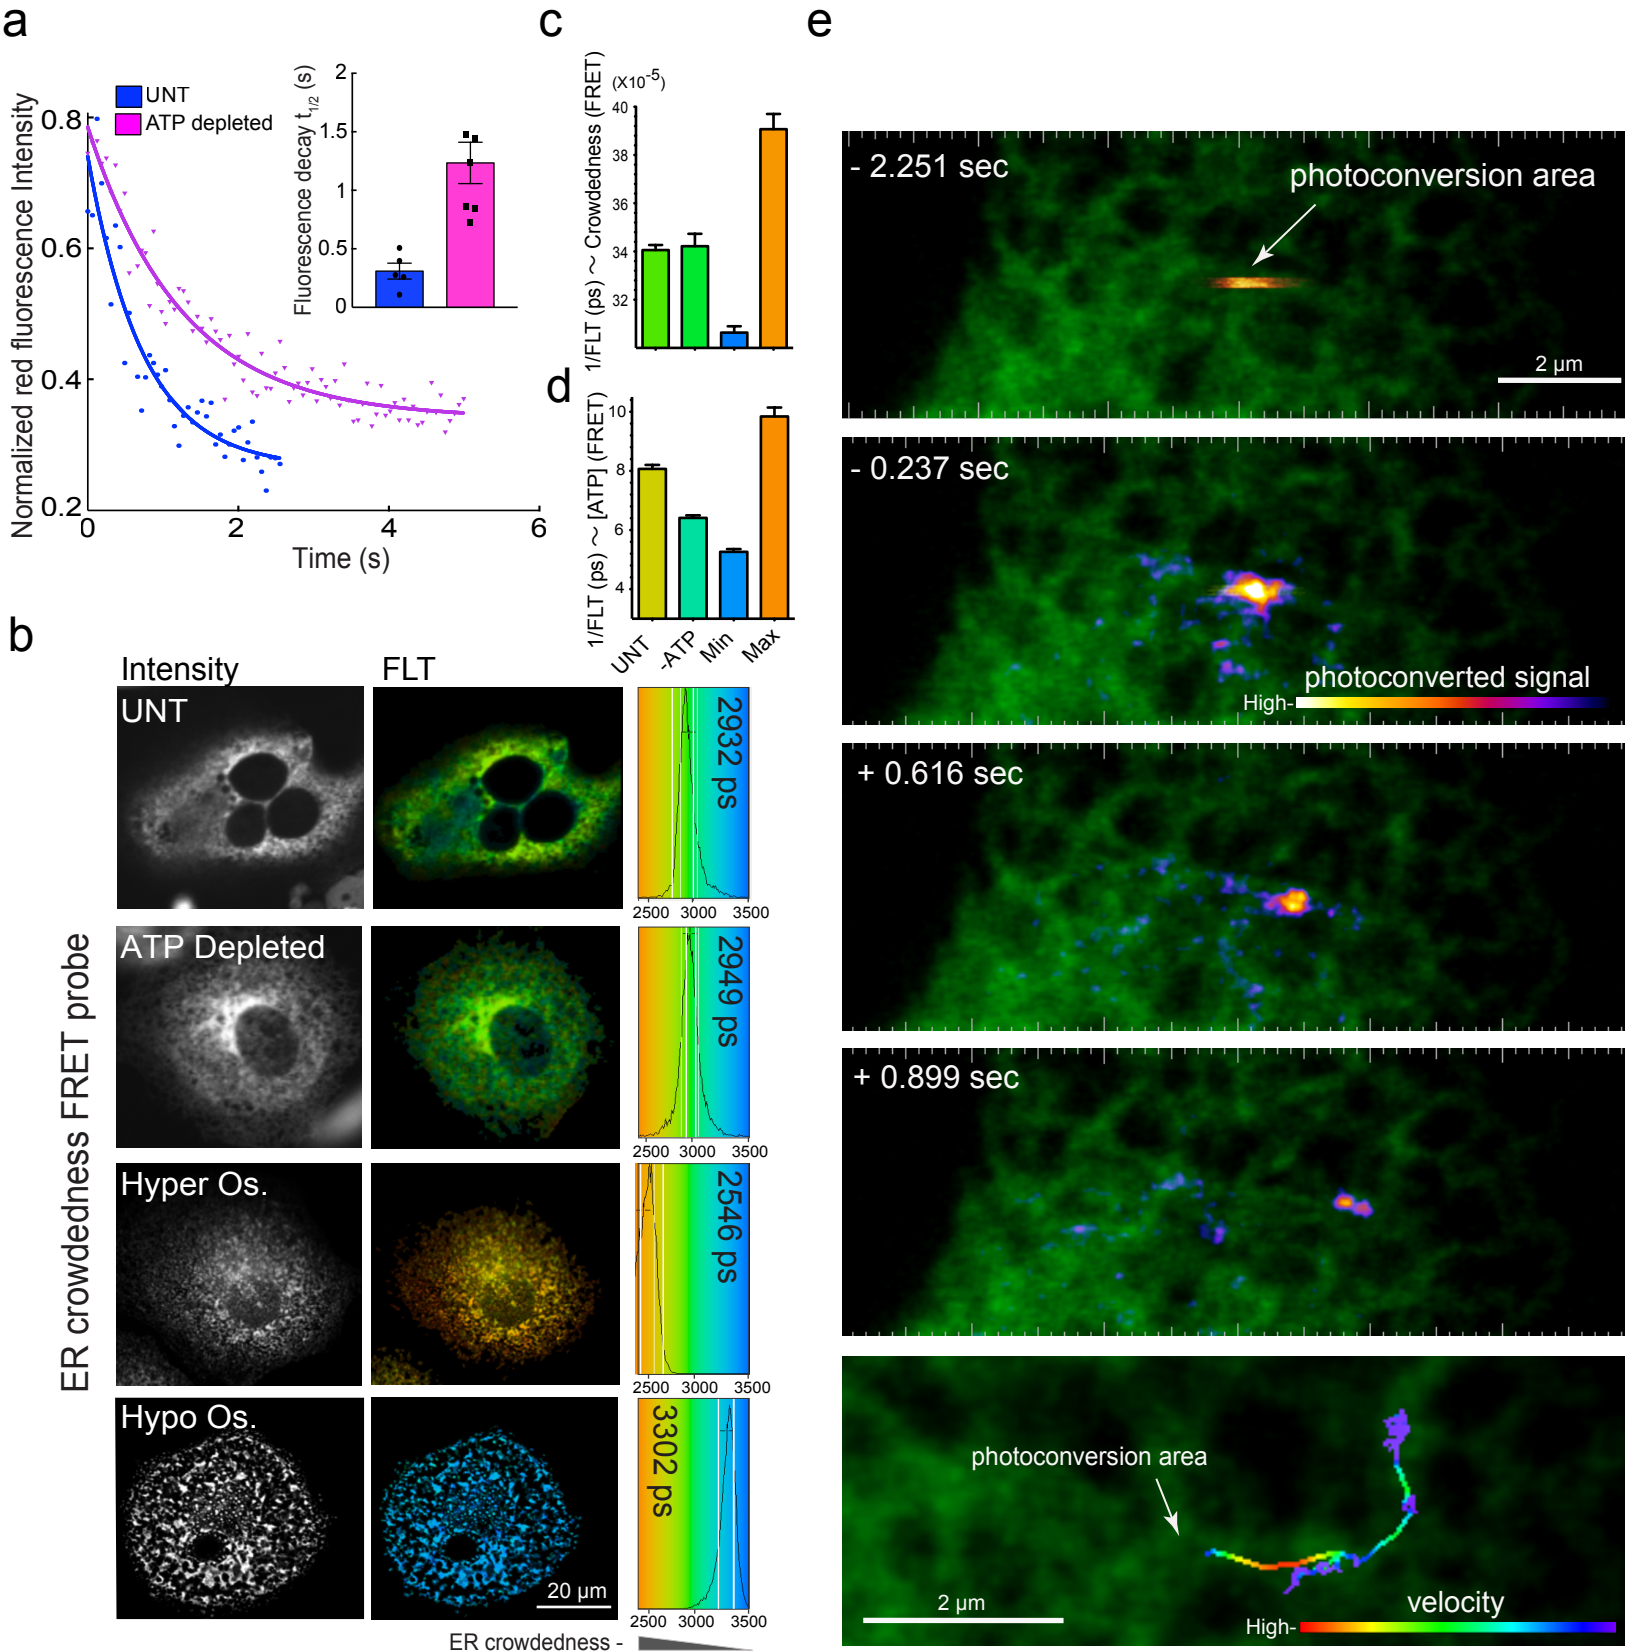 a
UNT
ATP depleted
Normalized red fluorescence Intensity
0.8
0.6
0.4
0.2
0
2
4
6
Time (s)
Fluorescence decay t1/2 (s)
2
1.5
1
0.5
0
c
1/FLT (ps) ~ Crowdedness (FRET)
(X10-5)
40
38
36
34
32
d
1/FLT (ps) ~ [ATP] (FRET)
10
8
6
4
UNT
-ATP
Min
Max
b
Intensity
FLT
ER crowdedness FRET probe
UNT
2932 ps
2500 3000 3500
ATP Depleted
2949 ps
2500 3000 3500
Hyper Os.
2546 ps
2500 3000 3500
Hypo Os.
20 µm
3302 ps
2500 3000 3500
ER crowdedness -
e
- 2.251 sec
photoconversion area
2 µm
- 0.237 sec
photoconverted signal
High-
+ 0.616 sec
+ 0.899 sec
photoconversion area
2 µm
velocity
High-